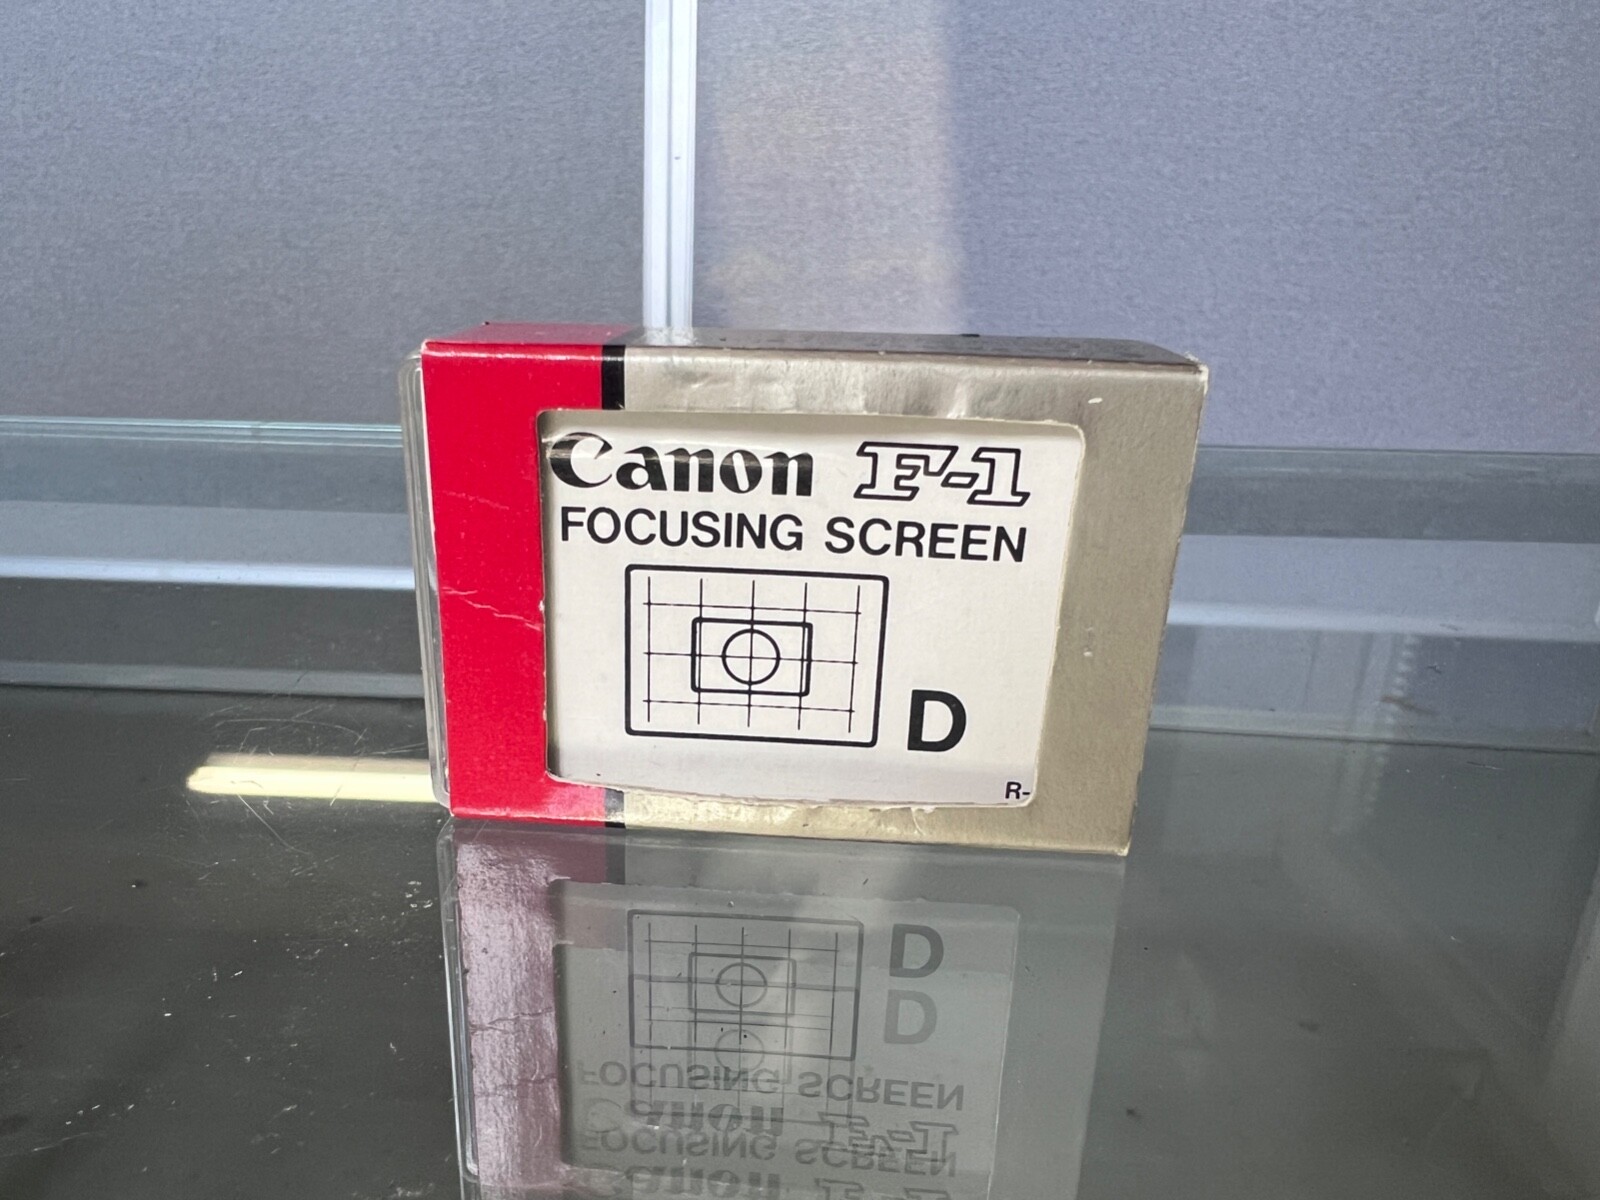 Canon F-1
FOCUSING SCREEN
D
R-